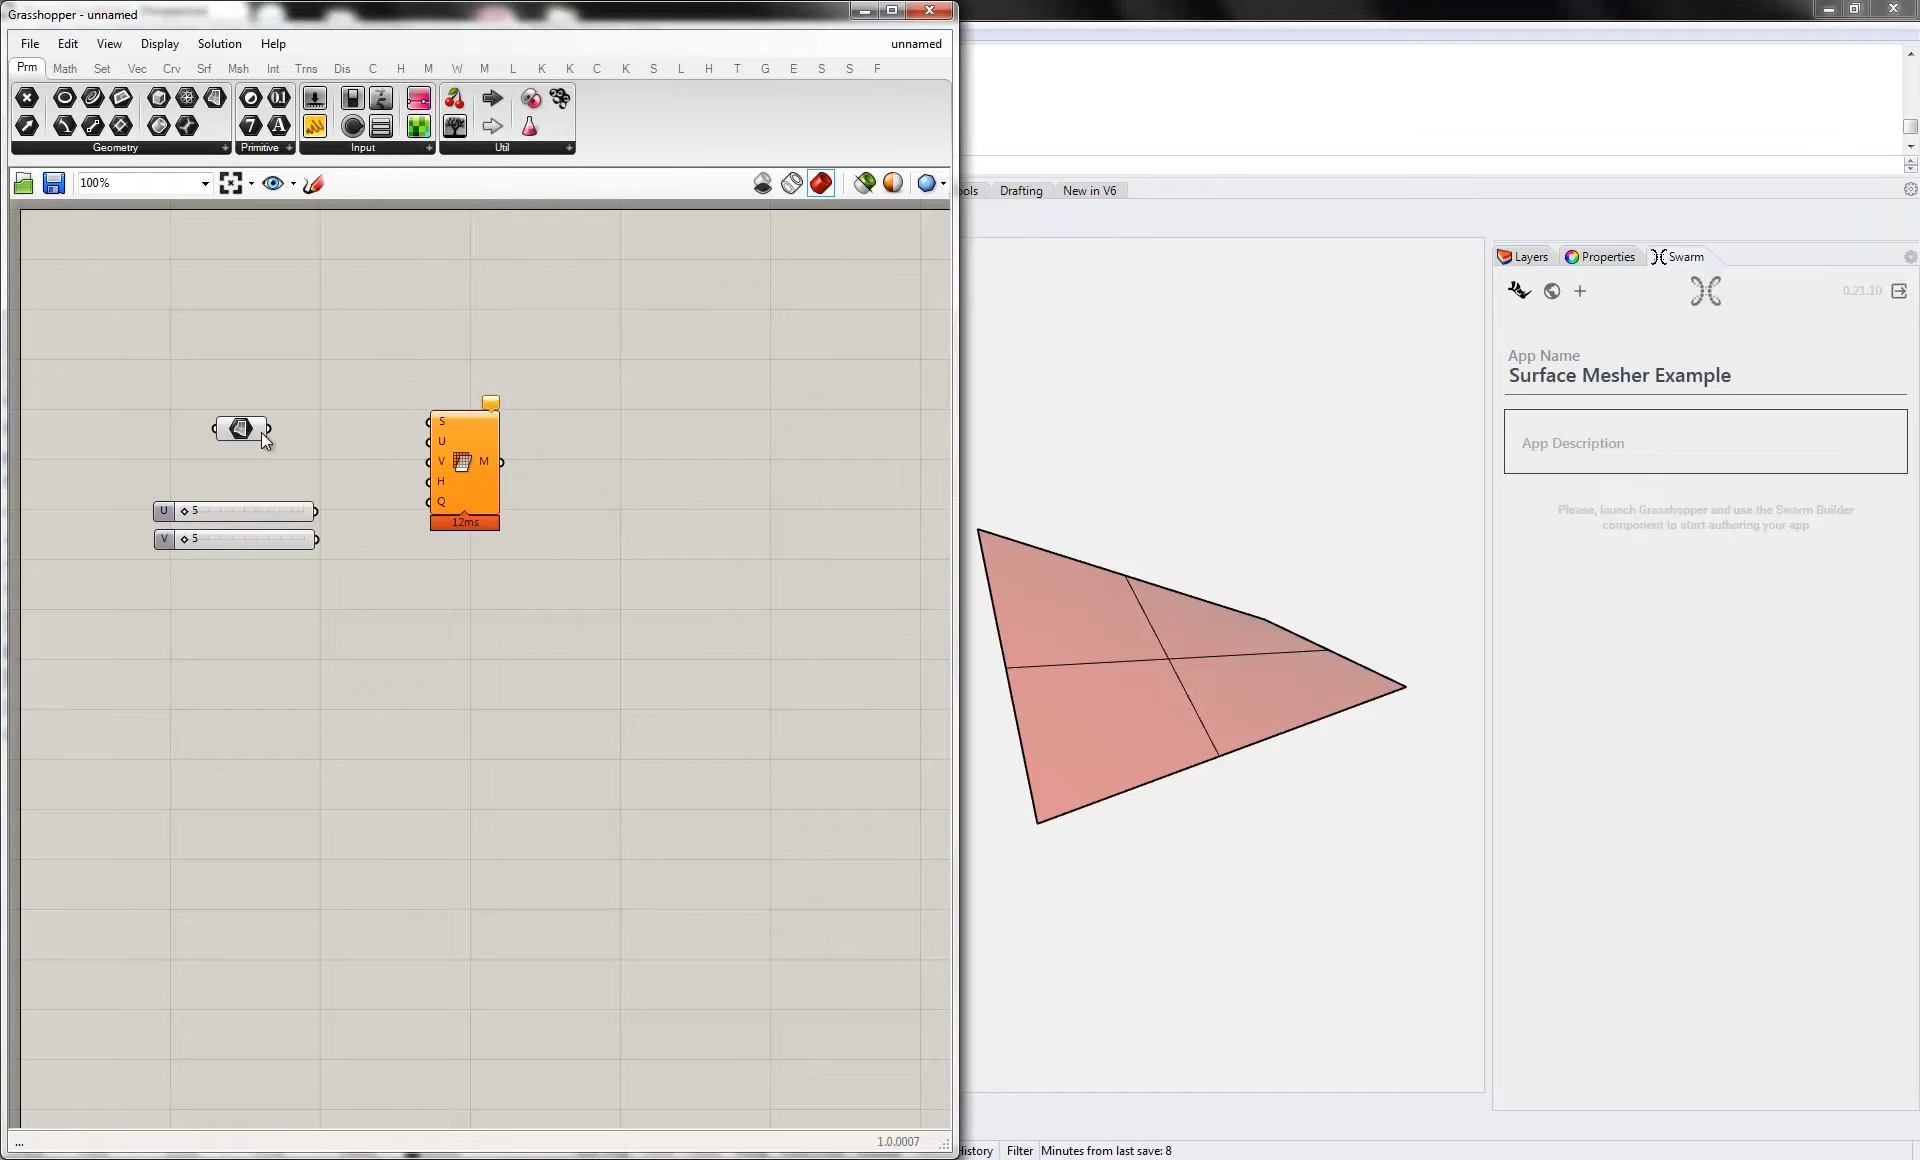 Grasshopper - unnamed
File Edit View Display Solution Help unnamed
Prm Math Set Vec Crv Srf Msh Int Trns Dis C H M W M L K K C K S L H T G E S S F
Geometry Primitive Input Util
100%
ools Drafting New in V6
Layers Properties Swarm
0.21.10
App Name
Surface Mesher Example
App Description
Please, launch Grasshopper and use the Swarm Builder
component to start authoring your app
S
U
V M
H
Q
12ms
U 5
V 5
... 1.0.0007
History Filter Minutes from last save: 8